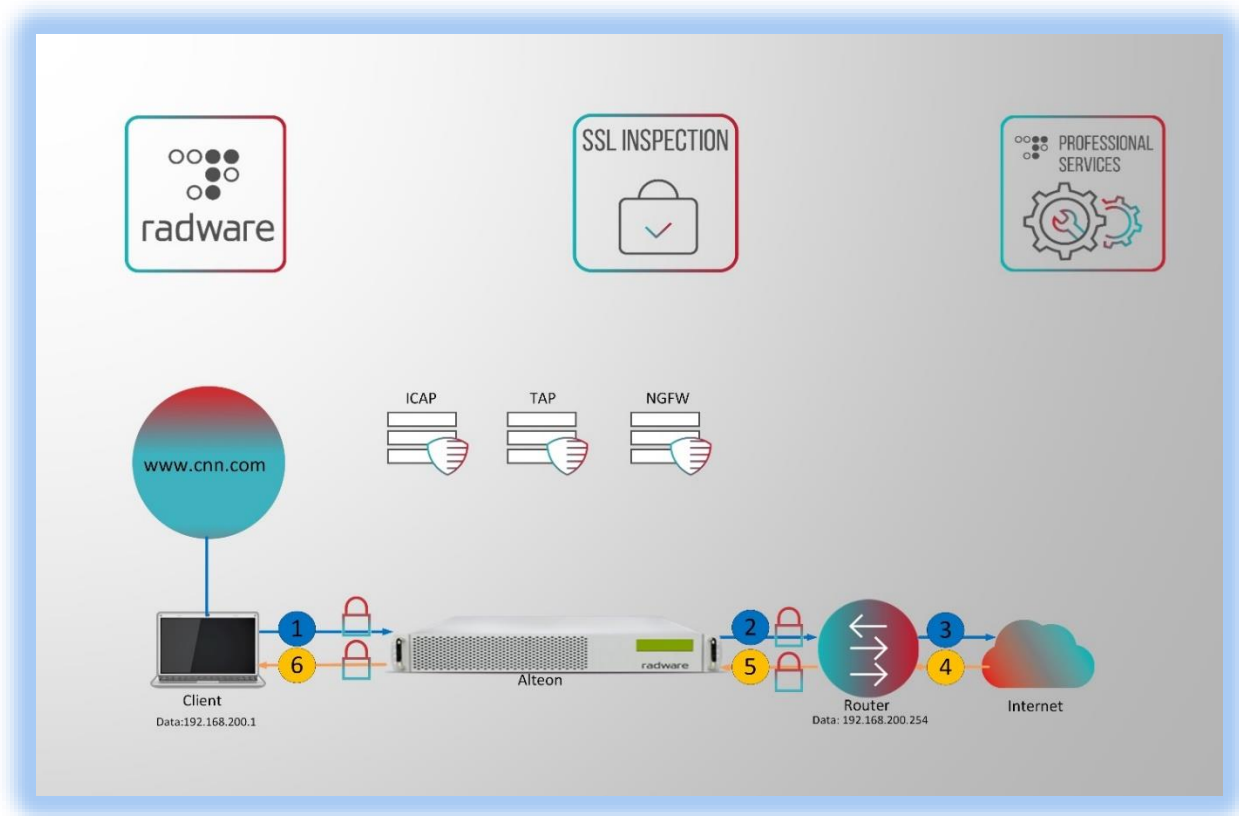 radware
SSL INSPECTION
PROFESSIONAL
SERVICES
ICAP
TAP
NGFW
www.cnn.com
1
2
3
6
5
4
radware
Alteon
Client
Data:192.168.200.1
Router
Data: 192.168.200.254
Internet